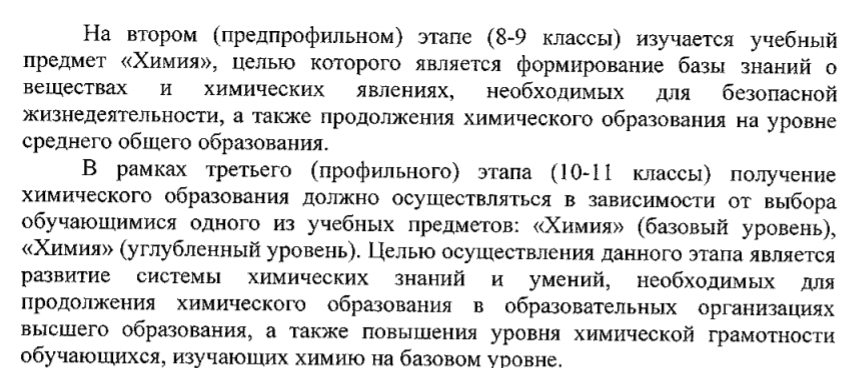 На втором (предпрофильном) этапе (8-9 классы) изучается учебный
предмет «Химия», целью которого является формирование базы знаний о
веществах и химических явлениях, необходимых для безопасной
жизнедеятельности, а также продолжения химического образования на уровне
среднего общего образования.
В рамках третьего (профильного) этапа (10-11 классы) получение
химического образования должно осуществляться в зависимости от выбора
обучающимися одного из учебных предметов: «Химия» (базовый уровень),
«Химия» (углубленный уровень). Целью осуществления данного этапа является
развитие системы химических знаний и умений, необходимых для
продолжения химического образования в образовательных организациях
высшего образования, а также повышения уровня химической грамотности
обучающихся, изучающих химию на базовом уровне.